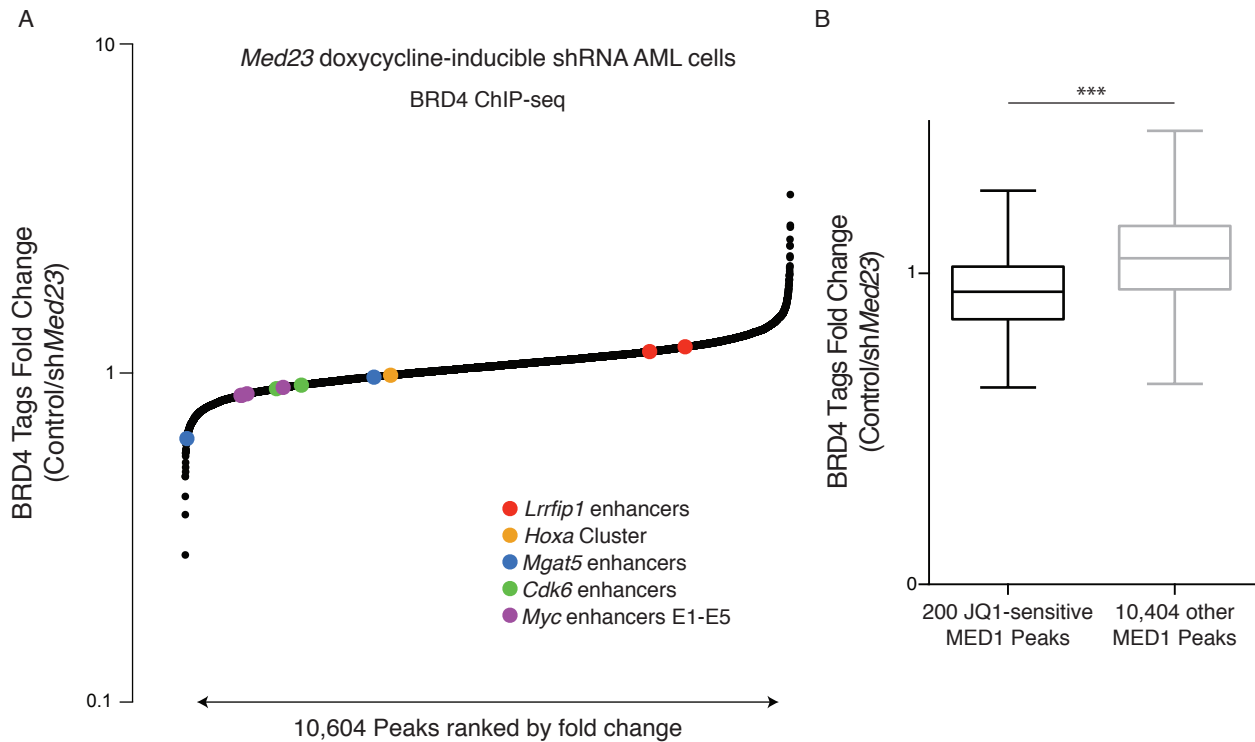 A
10
1
0.1
BRD4 Tags Fold Change
(Control/shMed23)
Med23 doxycycline-inducible shRNA AML cells
BRD4 ChIP-seq
Lrrfip1 enhancers
Hoxa Cluster
Mgat5 enhancers
Cdk6 enhancers
Myc enhancers E1-E5
10,604 Peaks ranked by fold change
B
***
BRD4 Tags Fold Change
(Control/shMed23)
1
0
200 JQ1-sensitive
MED1 Peaks
10,404 other
MED1 Peaks